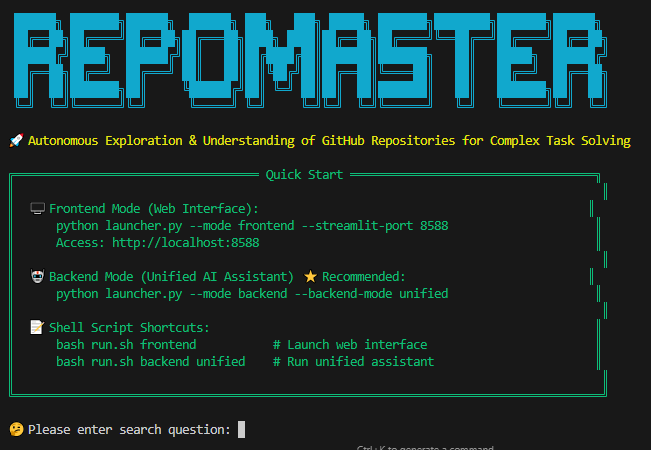 REPOMASTER
🚀 Autonomous Exploration & Understanding of GitHub Repositories for Complex Task Solving
Quick Start
🖥️ Frontend Mode (Web Interface):
python launcher.py --mode frontend --streamlit-port 8588
Access: http://localhost:8588
🤖 Backend Mode (Unified AI Assistant) ⭐ Recommended:
python launcher.py --mode backend --backend-mode unified
📝 Shell Script Shortcuts:
bash run.sh frontend # Launch web interface
bash run.sh backend unified # Run unified assistant
🤔 Please enter search question:
Ctrl+K to generate a command